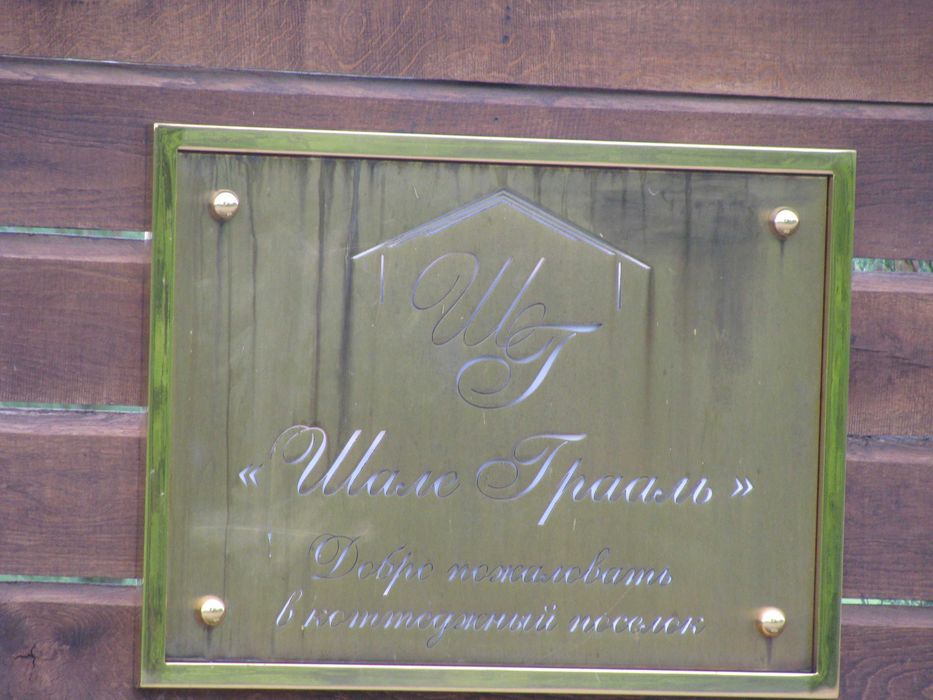 ШГ
«Шале Грааль»
Добро пожаловать
в коттеджный поселок